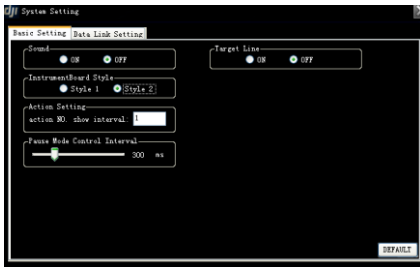 dji System Setting
Basic Setting Data Link Setting
Sound
ON OFF
Target Line
ON OFF
InstrumentBoard Style
Style 1 Style 2
Action Setting
action NO. show interval: 1
Pause Mode Control Interval
300 ms
DEFAULT